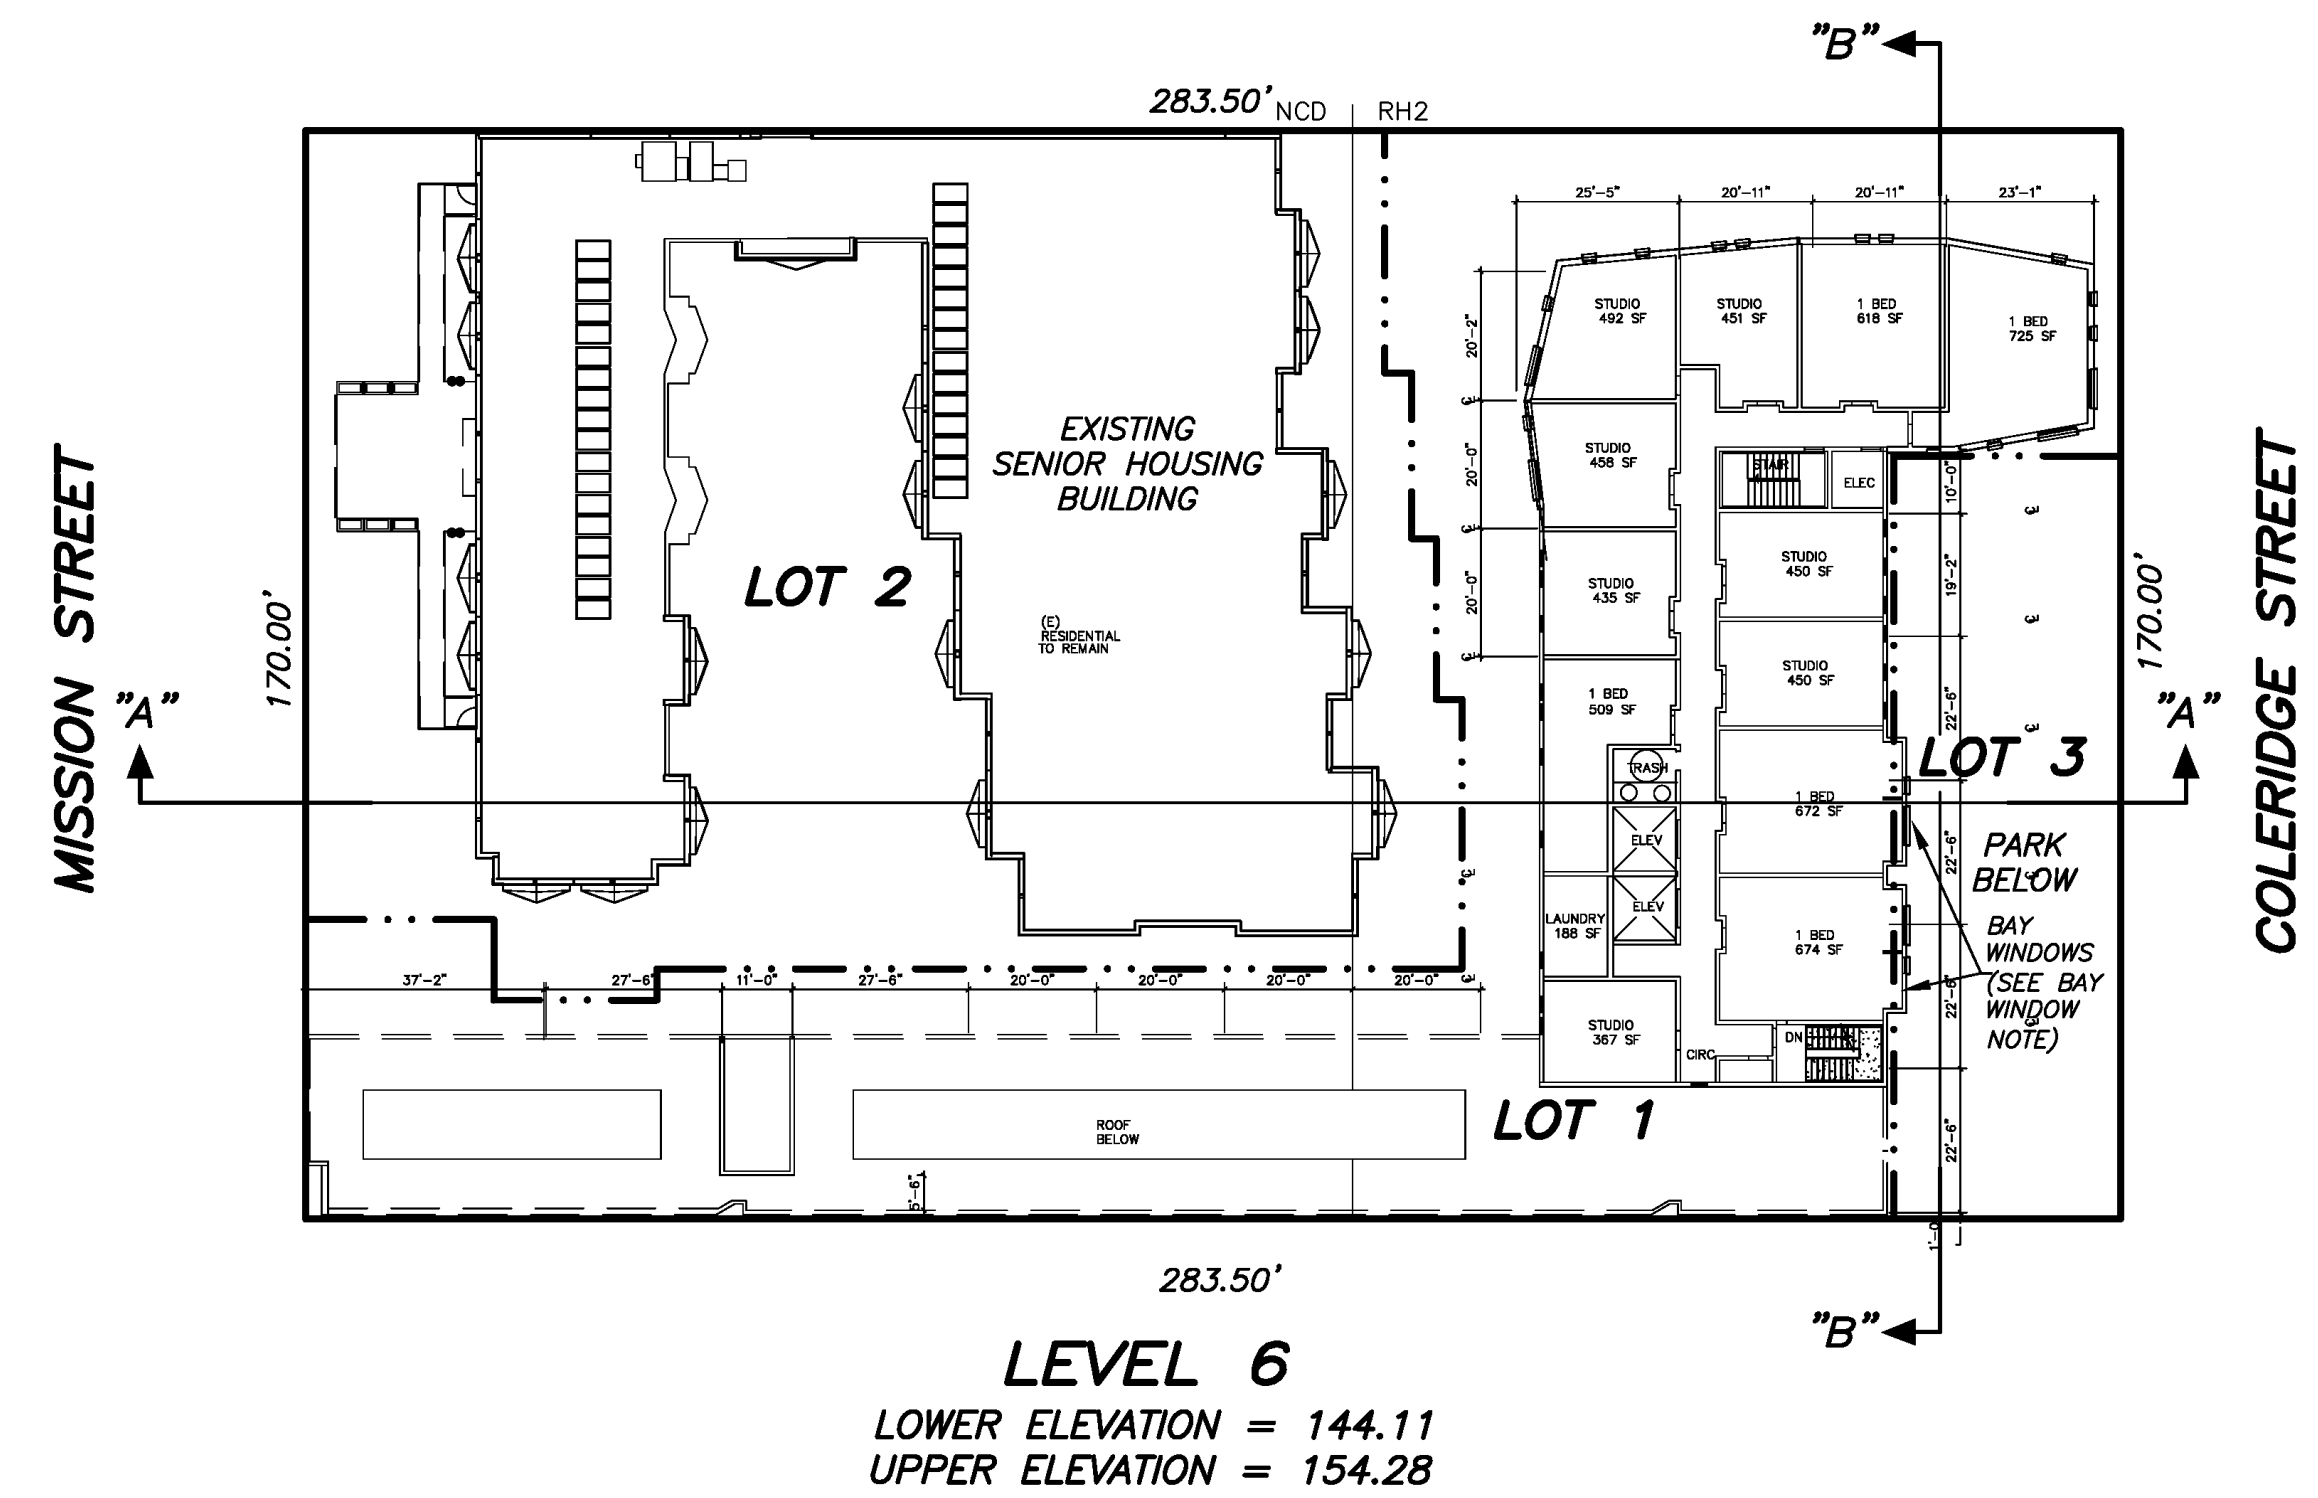 "B"
283.50'
NCD
RH2
25'-5"
20'-11"
20'-11"
23'-1"
STUDIO
492 SF
STUDIO
451 SF
1 BED
618 SF
1 BED
725 SF
20'-2"
20'-0"
20'-0"
EXISTING
SENIOR HOUSING
BUILDING
STUDIO
458 SF
STAIR
ELEC
10'-0"
MISSION STREET
COLERIDGE STREET
170.00'
170.00'
LOT 2
STUDIO
435 SF
STUDIO
450 SF
19'-2"
(E)
RESIDENTIAL
TO REMAIN
STUDIO
450 SF
1 BED
509 SF
22'-6"
"A"
"A"
LOT 3
TRASH
1 BED
672 SF
ELEV
22'-6"
PARK
BELOW
ELEV
LAUNDRY
188 SF
1 BED
674 SF
BAY
WINDOWS
(SEE BAY
WINDOW
NOTE)
22'-6"
37'-2"
27'-6"
11'-0"
27'-6"
20'-0"
20'-0"
20'-0"
20'-0"
STUDIO
367 SF
CIRC
DN
ROOF
BELOW
LOT 1
22'-6"
5'-6"
1'-0
283.50'
"B"
LEVEL 6
LOWER ELEVATION = 144.11
UPPER ELEVATION = 154.28